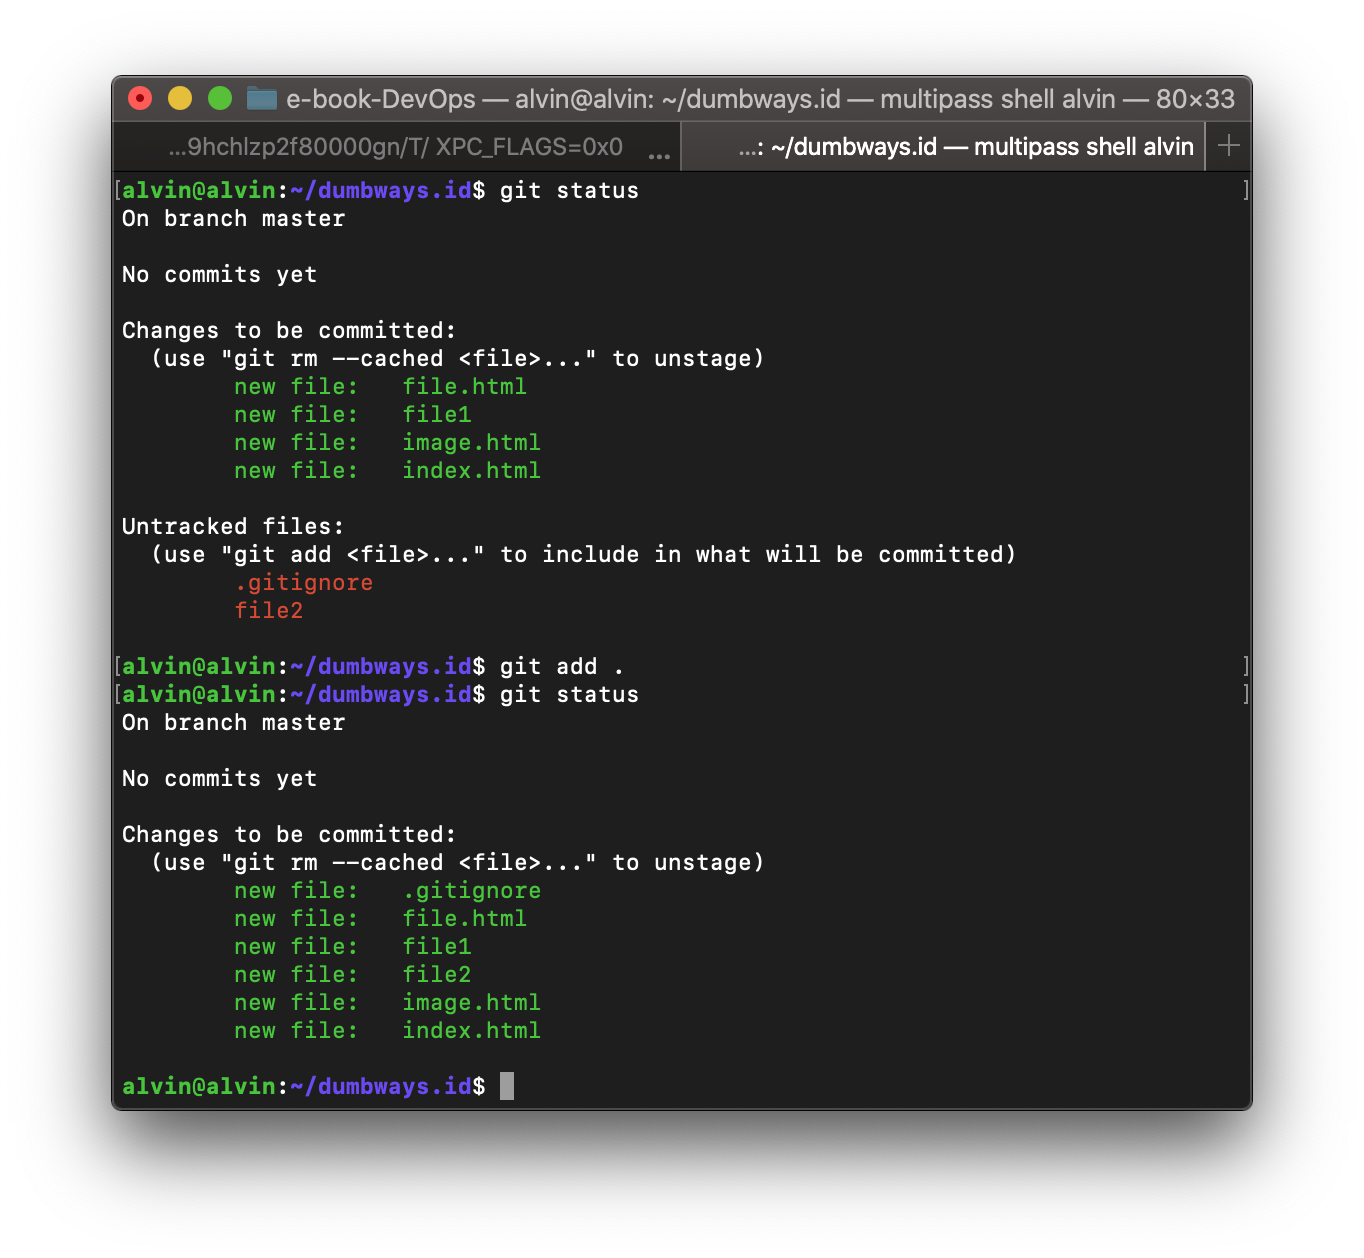 e-book-DevOps — alvin@alvin: ~/dumbways.id — multipass shell alvin — 80×33
...9hchlzp2f80000gn/T/ XPC_FLAGS=0x0 ...
...: ~/dumbways.id — multipass shell alvin +
[alvin@alvin:~/dumbways.id$ git status ]
On branch master
No commits yet
Changes to be committed:
  (use "git rm --cached <file>..." to unstage)
        new file:   file.html
        new file:   file1
        new file:   image.html
        new file:   index.html
Untracked files:
  (use "git add <file>..." to include in what will be committed)
        .gitignore
        file2
[alvin@alvin:~/dumbways.id$ git add . ]
[alvin@alvin:~/dumbways.id$ git status ]
On branch master
No commits yet
Changes to be committed:
  (use "git rm --cached <file>..." to unstage)
        new file:   .gitignore
        new file:   file.html
        new file:   file1
        new file:   file2
        new file:   image.html
        new file:   index.html
alvin@alvin:~/dumbways.id$